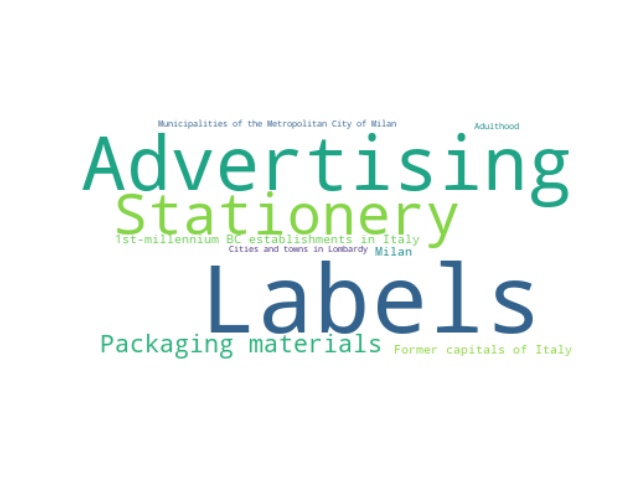 Municipalities of the Metropolitan City of Milan
Adulthood
Advertising
Stationery
1st-millennium BC establishments in Italy
Cities and towns in Lombardy
Milan
Labels
Packaging materials
Former capitals of Italy